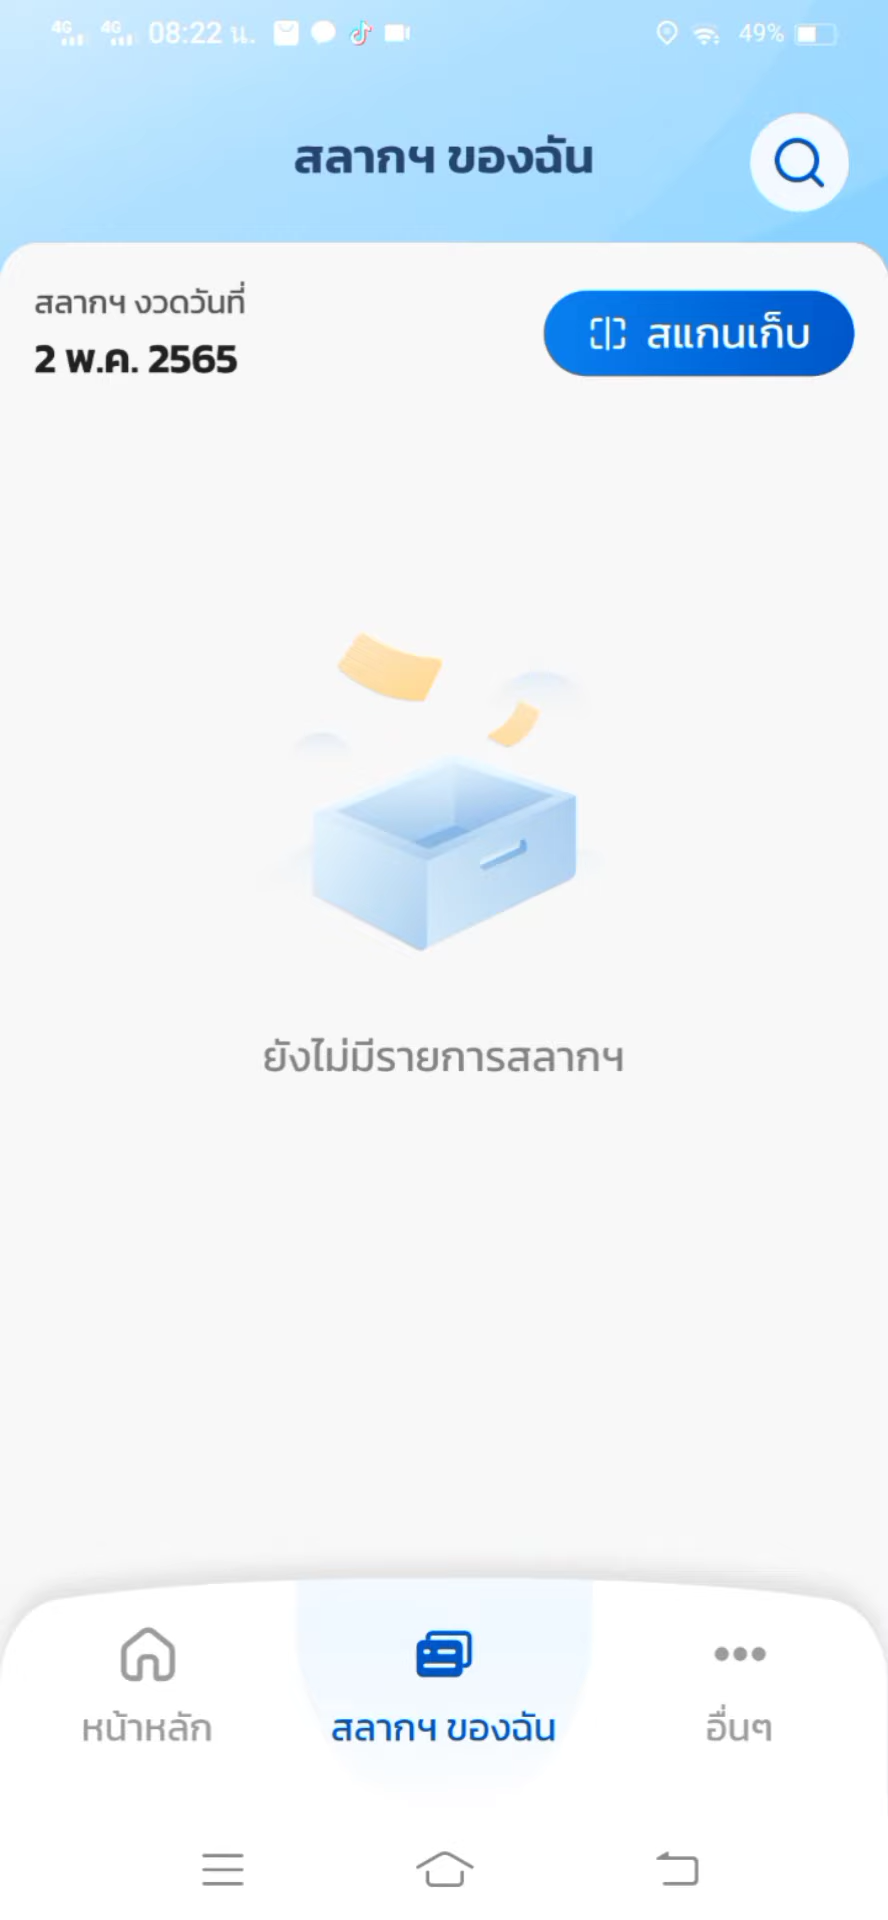 4G 4G 08:22 น. 49%
สลากฯ ของฉัน
สลากฯ งวดวันที่
2 พ.ค. 2565
สแกนเก็บ
ยังไม่มีรายการสลากฯ
หน้าหลัก
สลากฯ ของฉัน
อื่นๆ